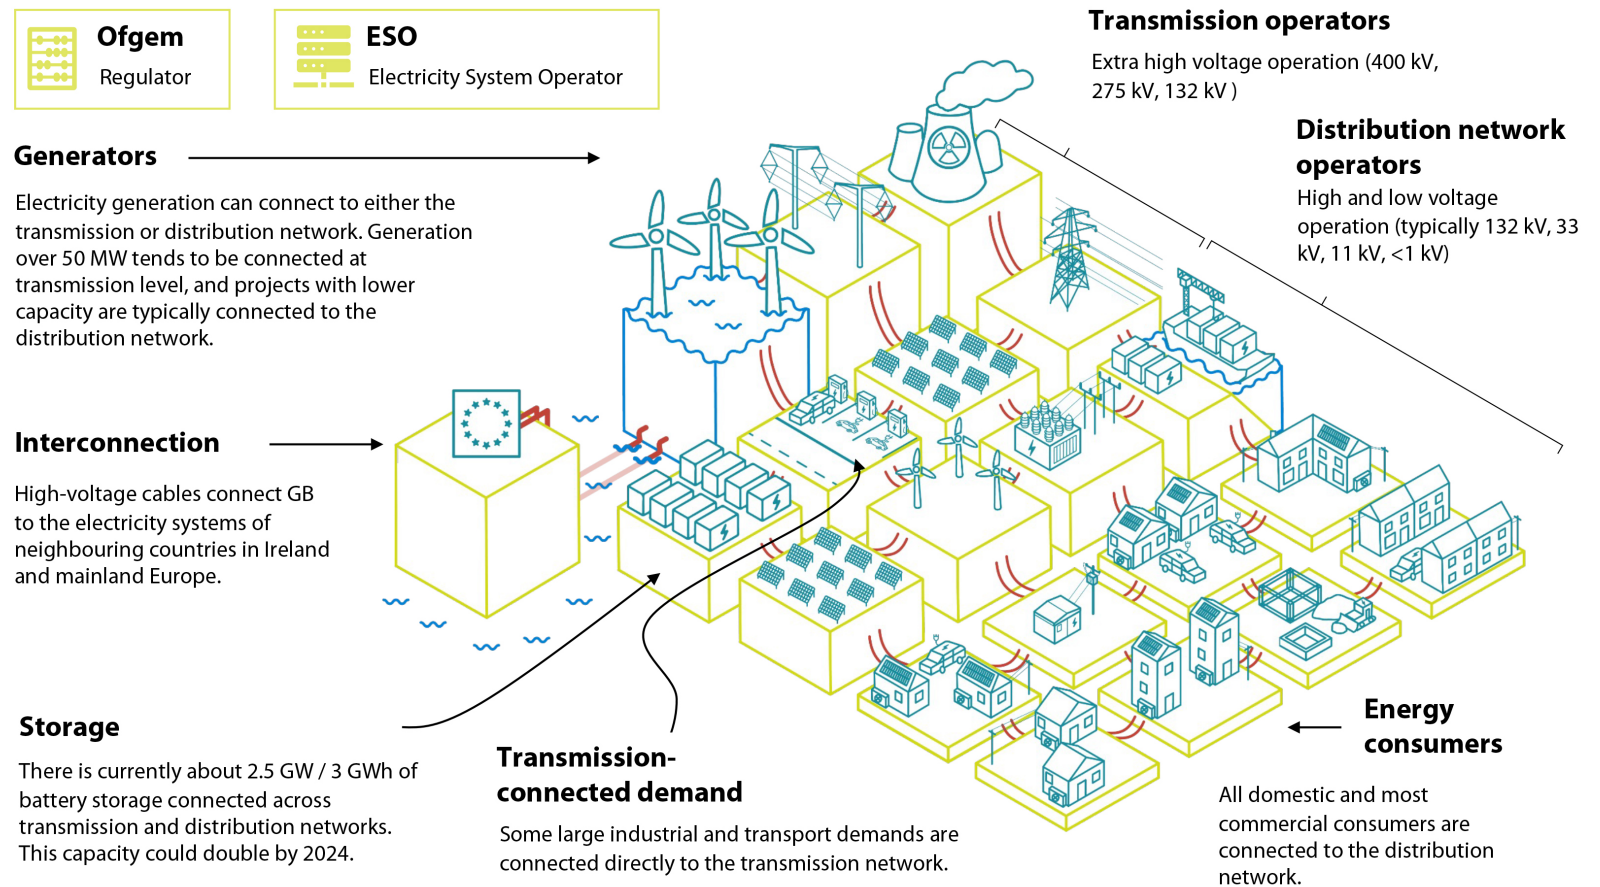 Ofgem
Regulator
ESO
Electricity System Operator
Transmission operators
Extra high voltage operation (400 kV,
275 kV, 132 kV )
Distribution network
operators
High and low voltage
operation (typically 132 kV, 33
kV, 11 kV, <1 kV)
Generators
Electricity generation can connect to either the
transmission or distribution network. Generation
over 50 MW tends to be connected at
transmission level, and projects with lower
capacity are typically connected to the
distribution network.
Interconnection
High-voltage cables connect GB
to the electricity systems of
neighbouring countries in Ireland
and mainland Europe.
Storage
There is currently about 2.5 GW / 3 GWh of
battery storage connected across
transmission and distribution networks.
This capacity could double by 2024.
Transmission-
connected demand
Some large industrial and transport demands are
connected directly to the transmission network.
Energy
consumers
All domestic and most
commercial consumers are
connected to the distribution
network.